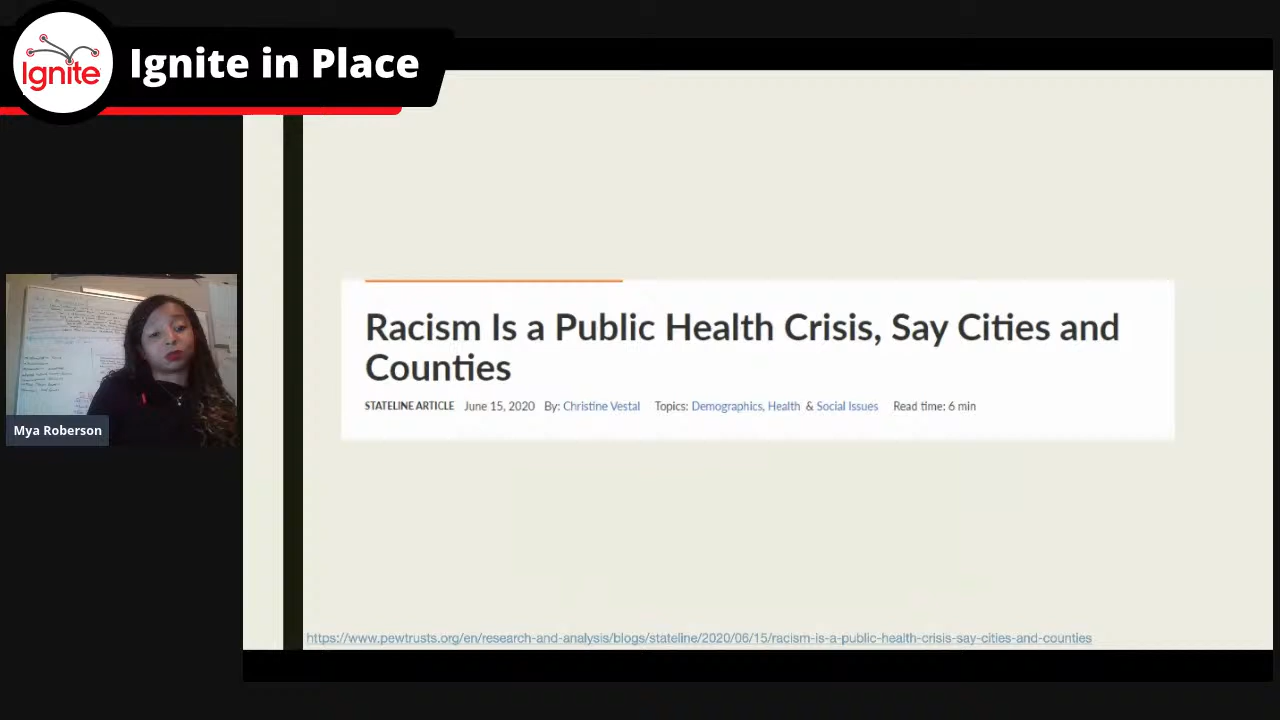 Ignite
Ignite in Place
Racism Is a Public Health Crisis, Say Cities and
Counties
STATELINE ARTICLE June 15, 2020 By: Christine Vestal Topics: Demographics, Health & Social Issues Read time: 6 min
Mya Roberson
https://www.pewtrusts.org/en/research-and-analysis/blogs/stateline/2020/06/15/racism-is-a-public-health-crisis-say-cities-and-counties